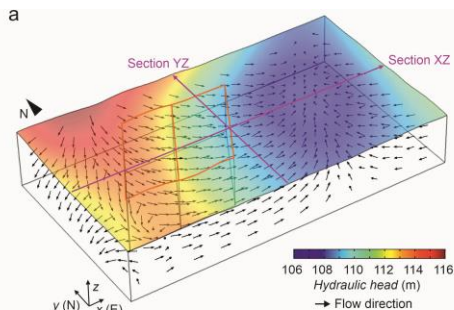 a
Section YZ
Section XZ
N
z
y (N)
x (E)
106 108 110 112 114 116
Hydraulic head (m)
Flow direction